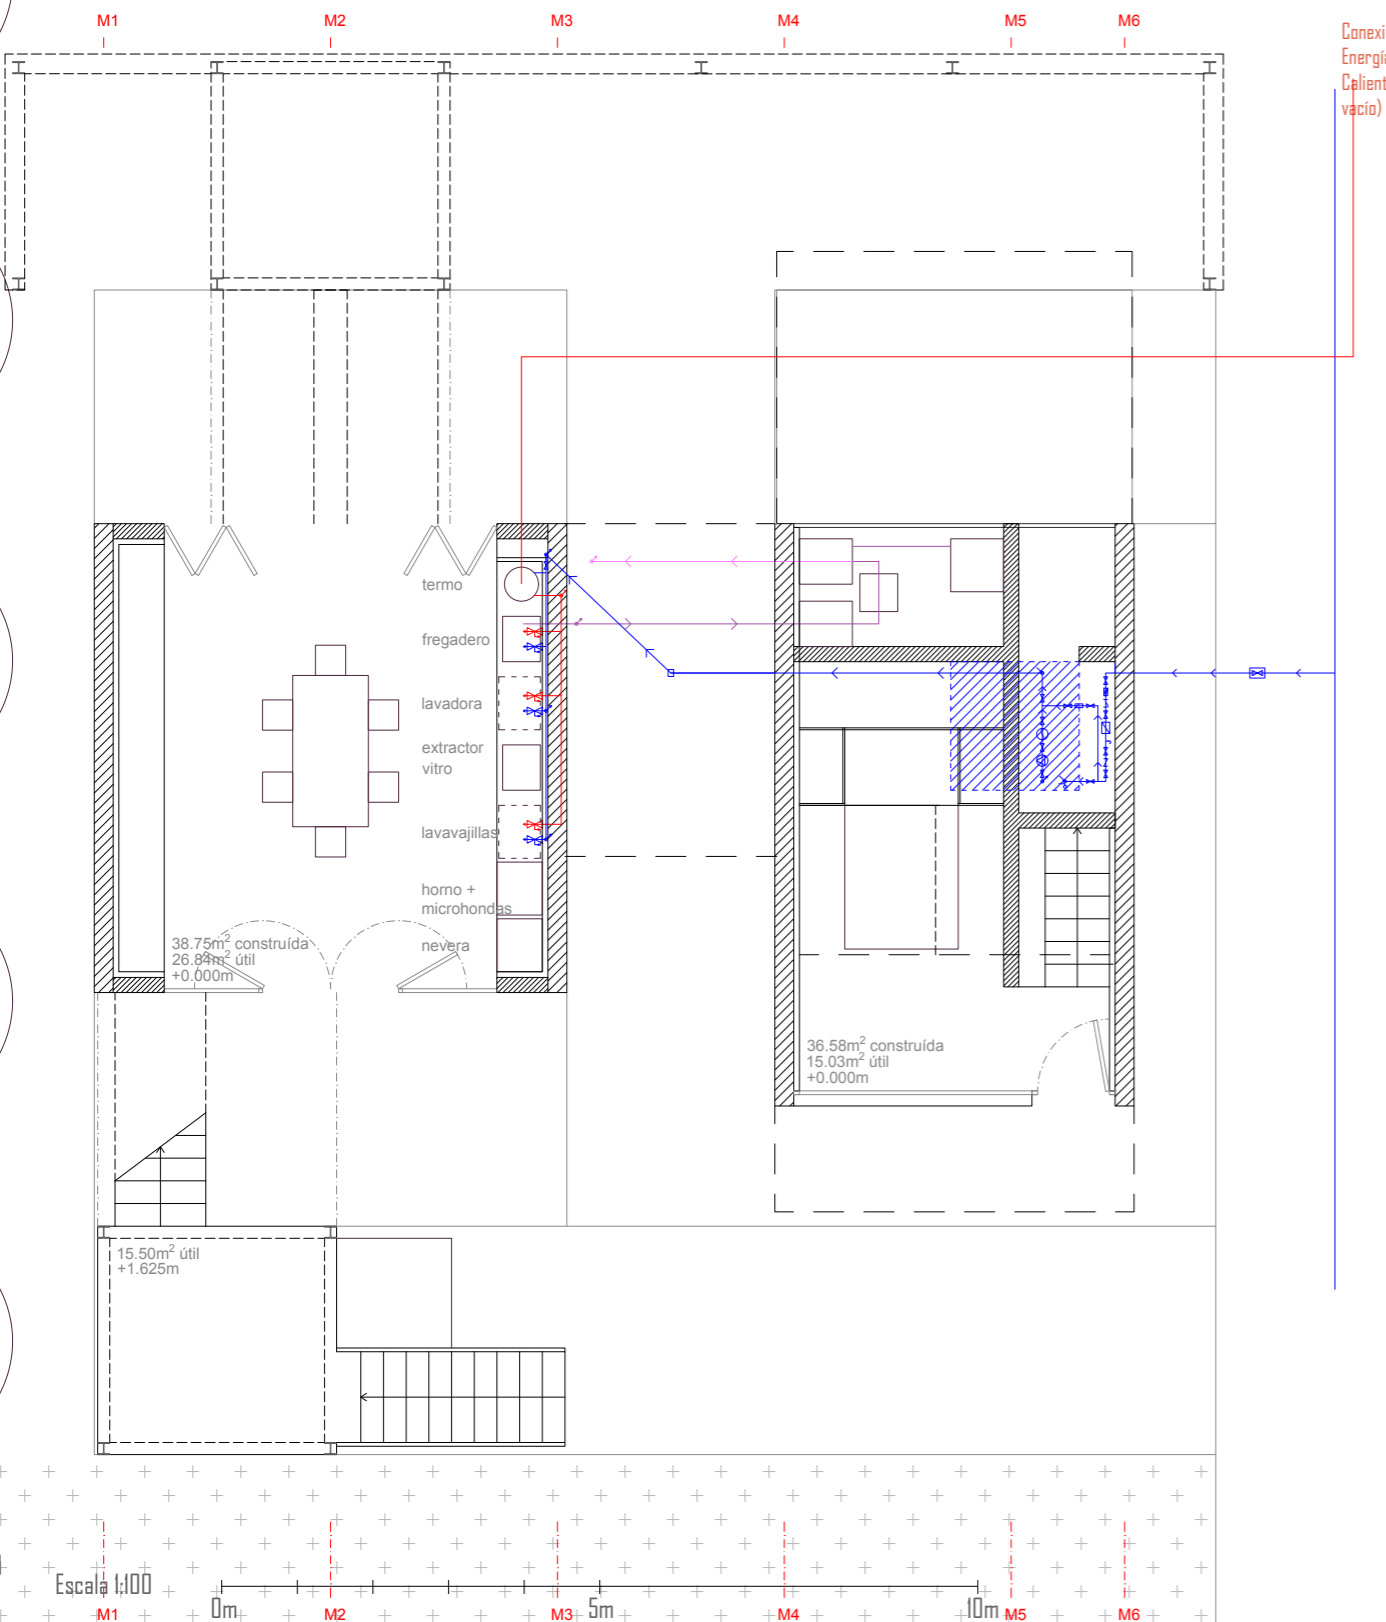 M1 M2 M3 M4 M5 M6
Conexi
Energía
Calient
vacío)
termo
fregadero
lavadora
extractor
vitro
lavavajillas
horno +
microhondas
nevera
38.75m² construída
26.84m² útil
+0.000m
36.58m² construída
15.03m² útil
+0.000m
15.50m² útil
+1.625m
Escala 1:100
0m 5m 10m
M1 M2 M3 M4 M5 M6